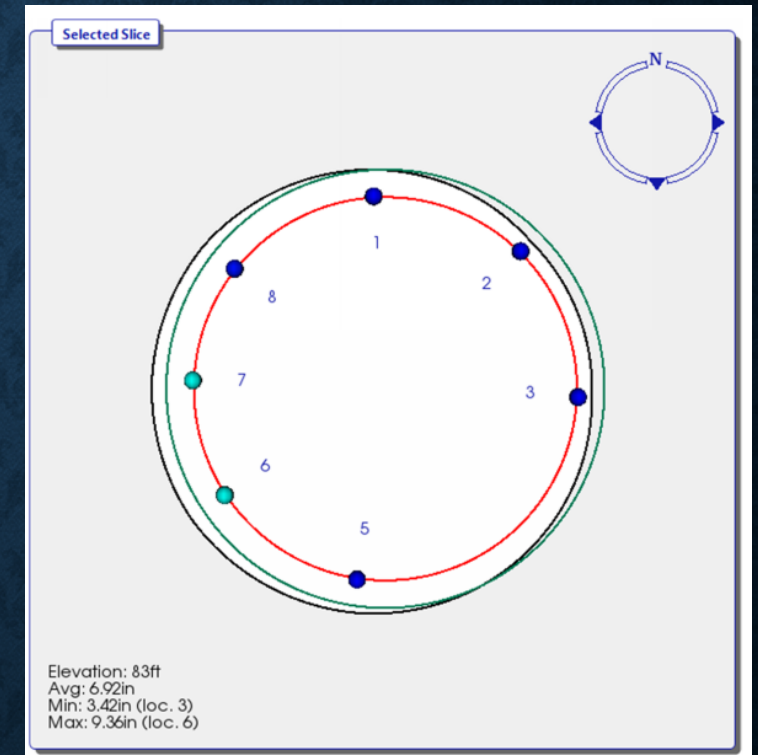 Selected Slice
N
1
2
8
7
3
6
5
Elevation: 83ft
Avg: 6.92in
Min: 3.42in (loc. 3)
Max: 9.36in (loc. 6)